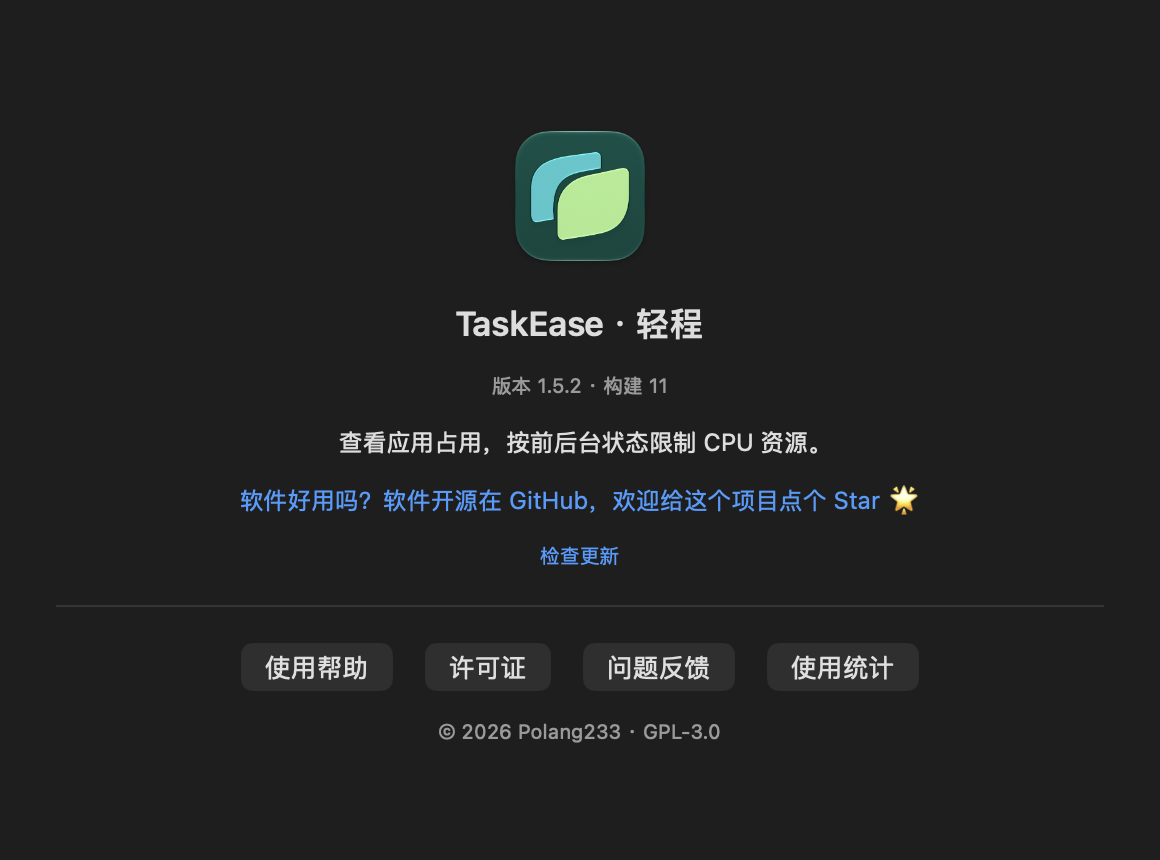 TaskEase · 轻程
版本 1.5.2 · 构建 11
查看应用占用，按前后台状态限制 CPU 资源。
软件好用吗？软件开源在 GitHub，欢迎给这个项目点个 Star 🌟
检查更新
使用帮助 许可证 问题反馈 使用统计
© 2026 Polang233 · GPL-3.0